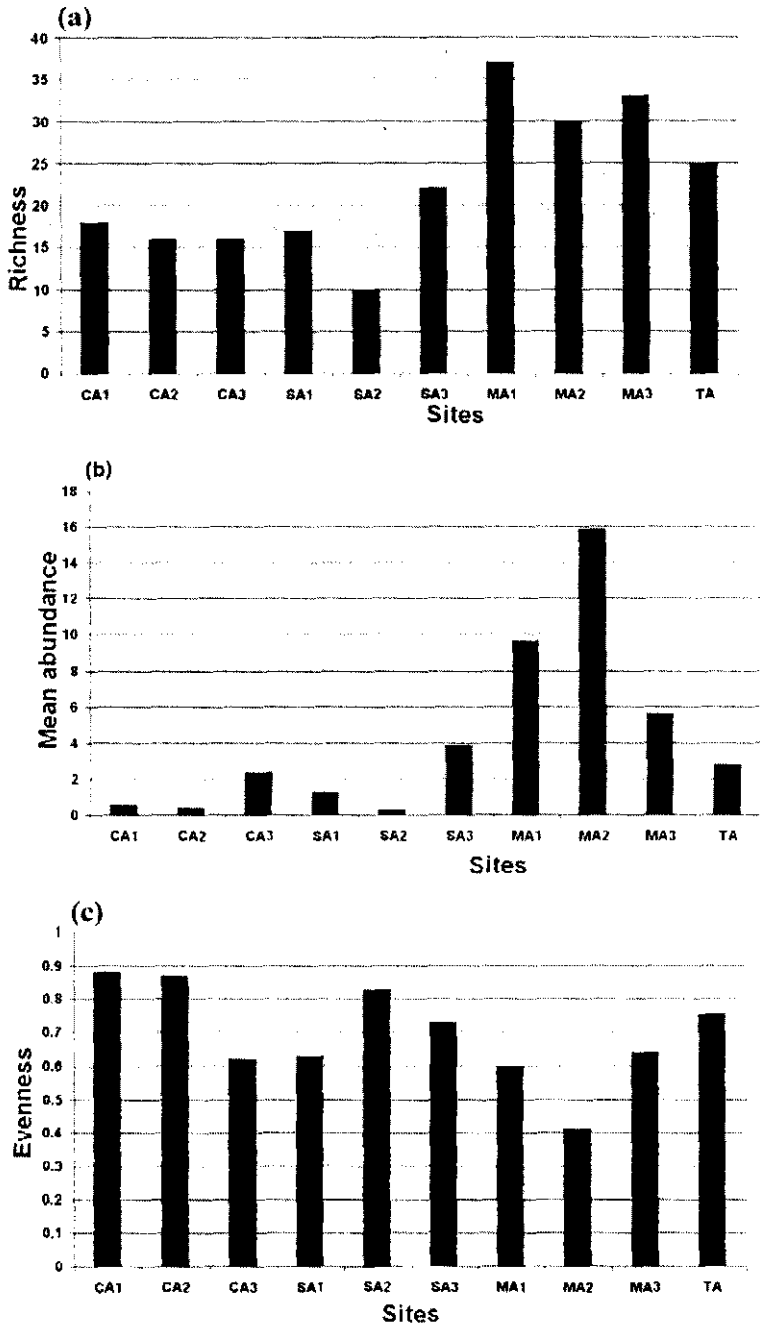 (a)
40
35
30
25
20
15
10
5
0
Richness
CA1 CA2 CA3 SA1 SA2 SA3 MA1 MA2 MA3 TA
Sites
(b)
18
16
14
12
10
8
6
4
2
0
Mean abundance
CA1 CA2 CA3 SA1 SA2 SA3 MA1 MA2 MA3 TA
Sites
(c)
1
0.9
0.8
0.7
0.6
0.5
0.4
0.3
0.2
0.1
0
Evenness
CA1 CA2 CA3 SA1 SA2 SA3 MA1 MA2 MA3 TA
Sites